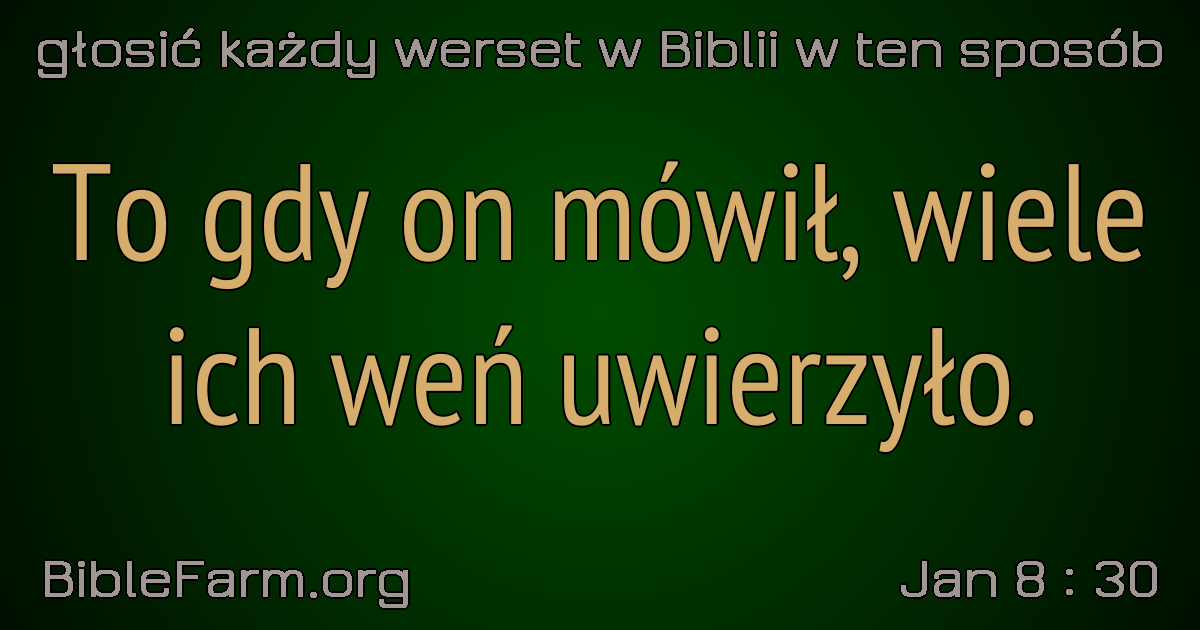 głosić każdy werset w Biblii w ten sposób
To gdy on mówił, wiele
ich weń uwierzyło.
BibleFarm.org
Jan 8 : 30